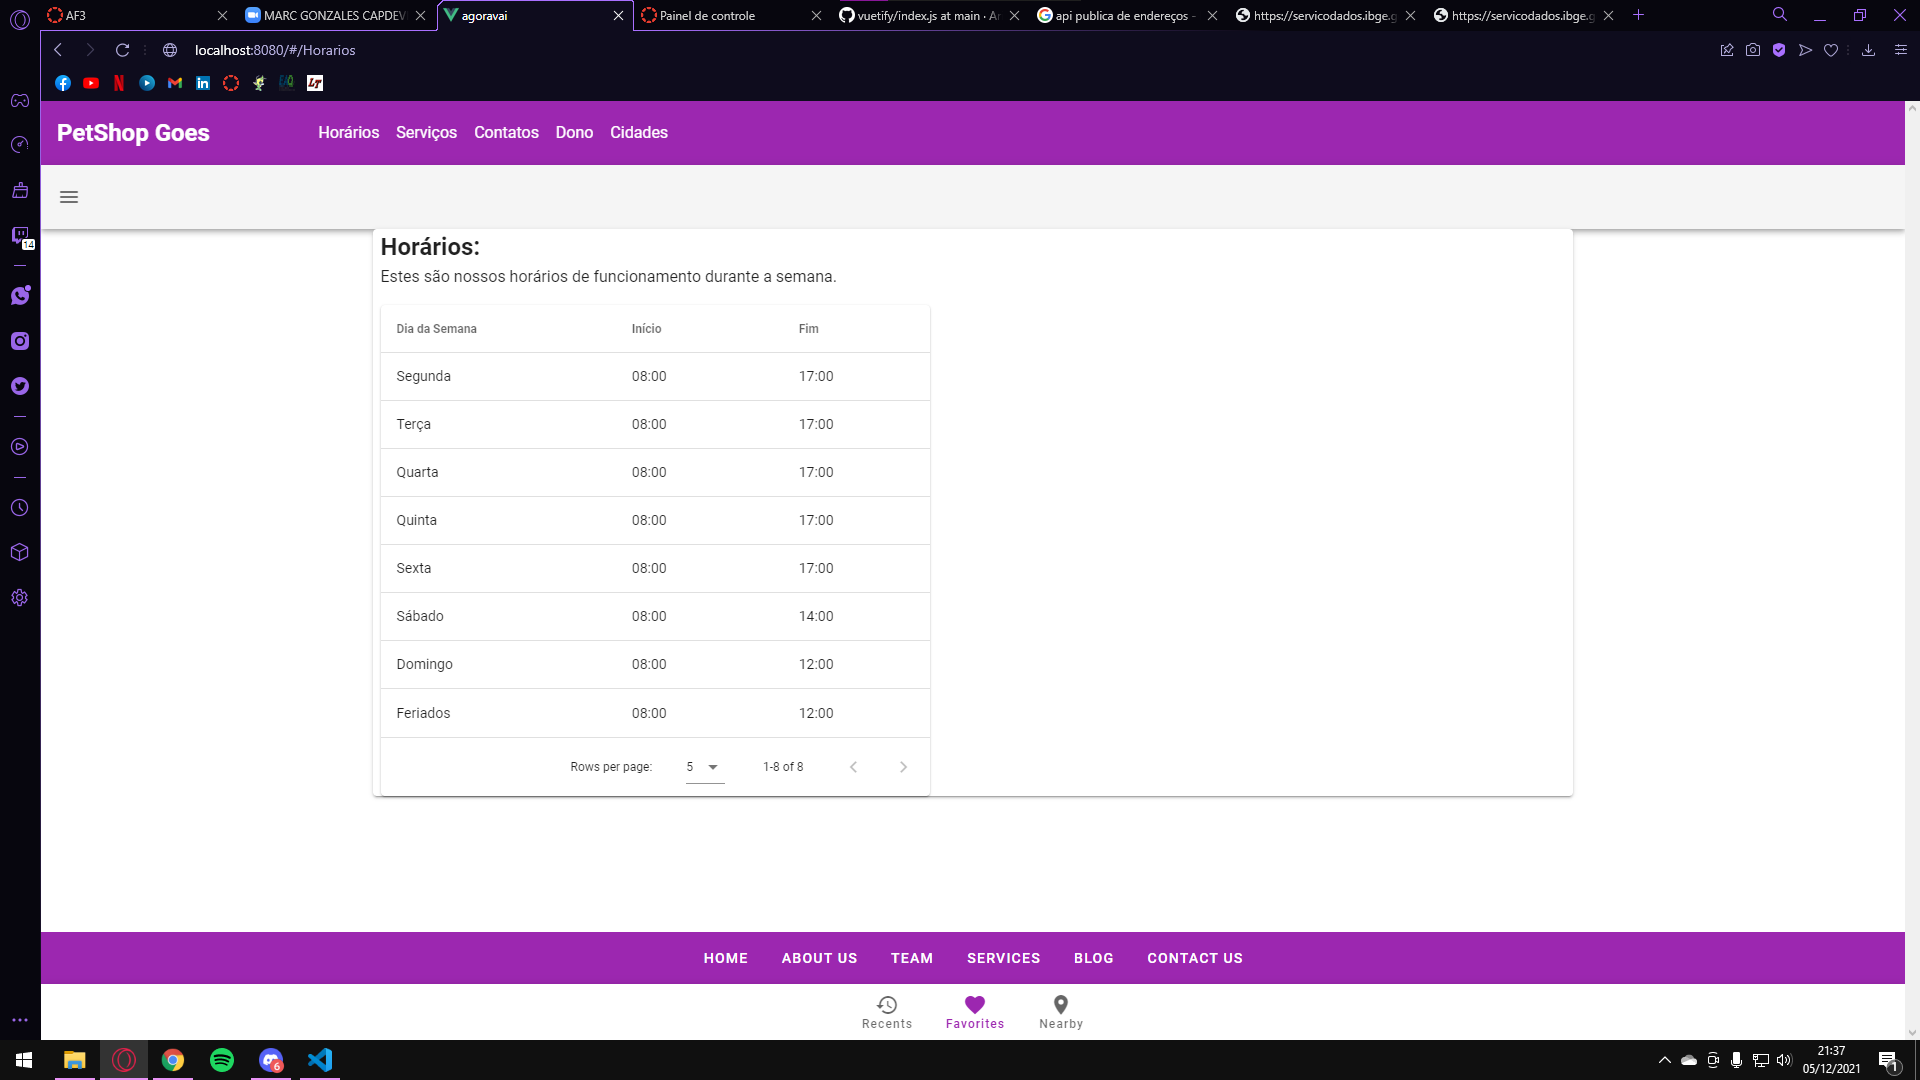 AF3
MARC GONZALES CAPDEV
agoravai
Painel de controle
vuetify/index.js at main · Ar
api publica de endereços -
https://servicodados.ibge.g
https://servicodados.ibge.g
localhost:8080/#/Horarios
LT
PetShop Goes
Horários
Serviços
Contatos
Dono
Cidades
14
Horários:
Estes são nossos horários de funcionamento durante a semana.
Dia da Semana Início Fim
Segunda 08:00 17:00
Terça 08:00 17:00
Quarta 08:00 17:00
Quinta 08:00 17:00
Sexta 08:00 17:00
Sábado 08:00 14:00
Domingo 08:00 12:00
Feriados 08:00 12:00
Rows per page: 5 1-8 of 8
HOME ABOUT US TEAM SERVICES BLOG CONTACT US
Recents Favorites Nearby
6
21:37
05/12/2021
1